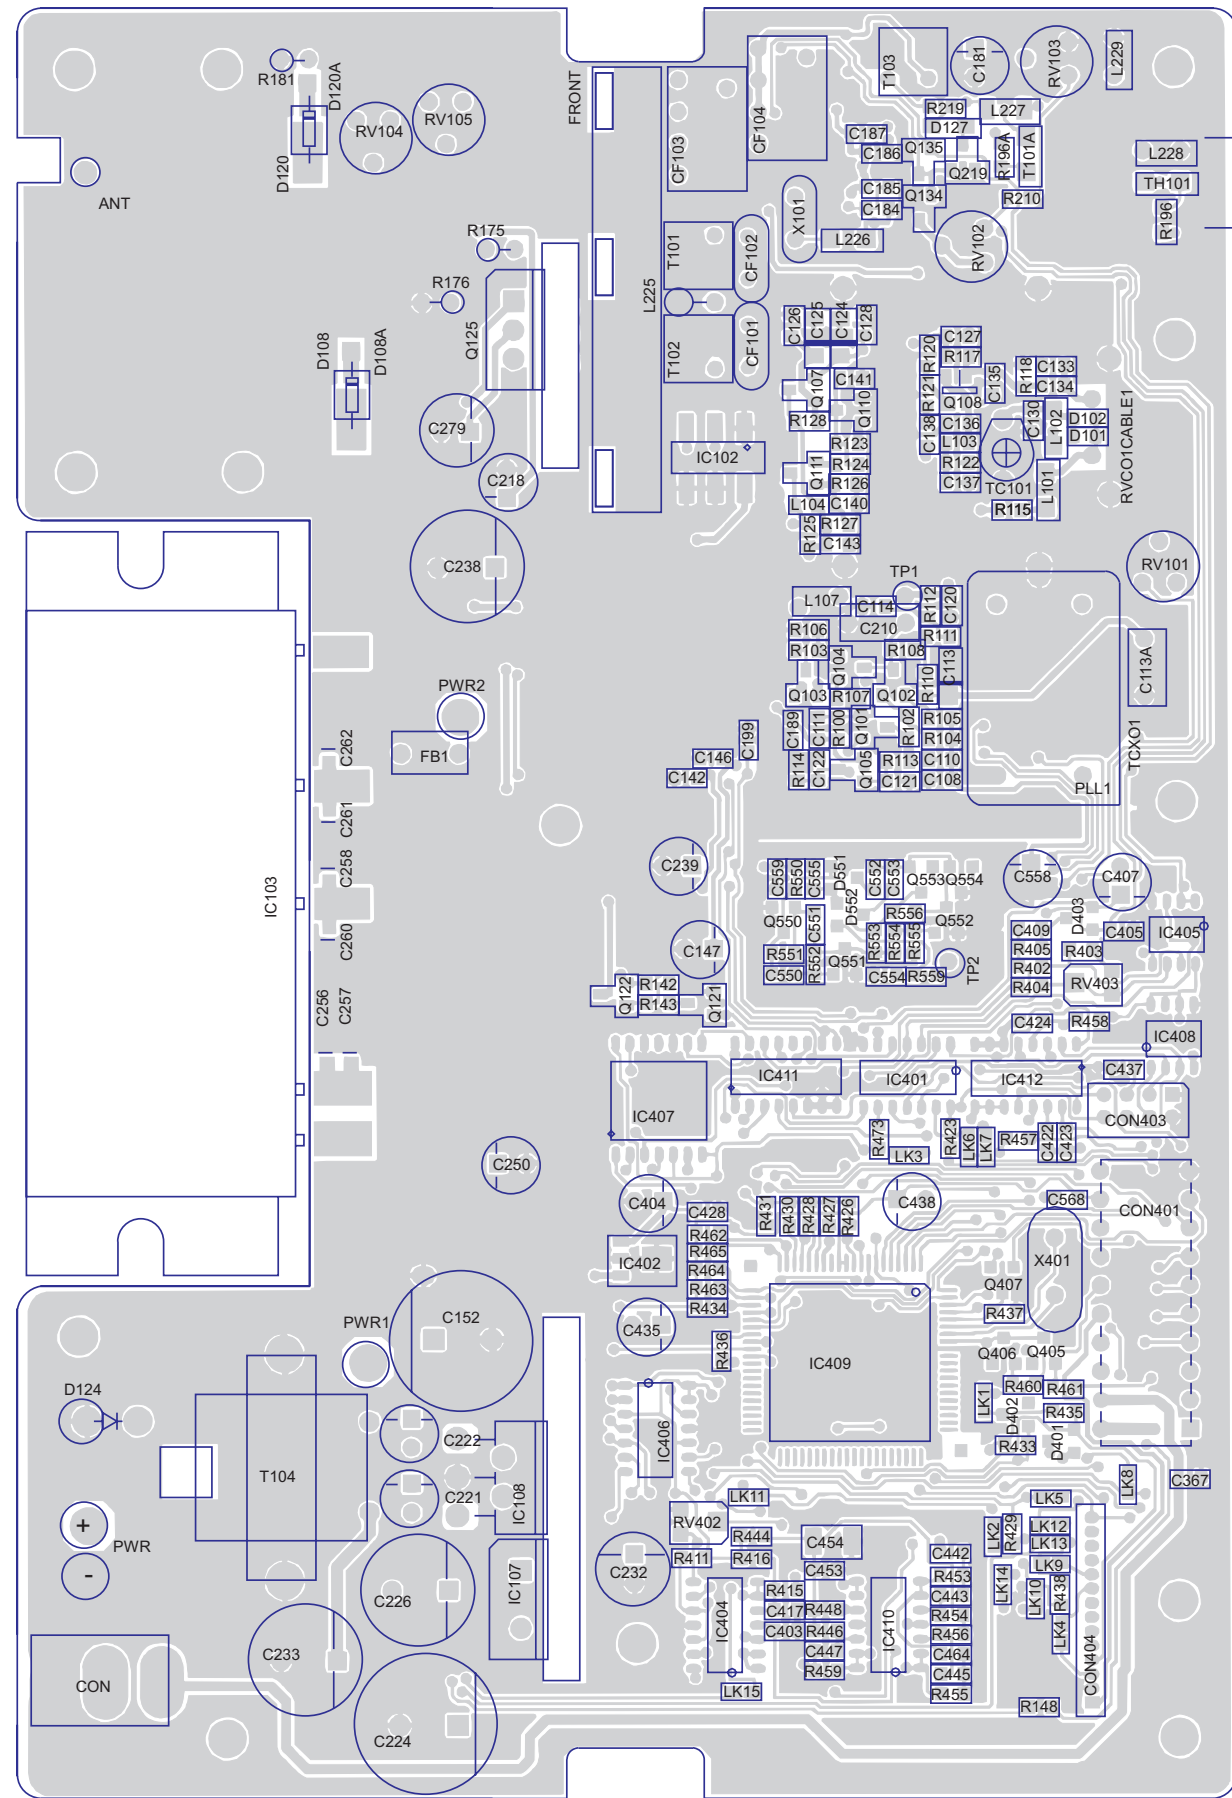 R181
D120A
D120
RV104
RV105
FRONT
CF103
CF104
T103
C181
RV103
L229
R219
L227
D127
C187
C186
Q135
Q219
R196A
T101A
L228
TH101
R196
ANT
C185
C184
Q134
R210
R175
X101
L226
RV102
T101
CF102
R176
L225
Q125
T102
CF101
C126
C125
C124
C128
D108
D108A
Q107
C141
Q110
R128
R120
C127
R117
R121
Q108
C135
R118
C133
C134
C130
L102
D102
D101
RVCO1CABLE1
C136
C138
L103
R122
C137
TC101
L101
R115
C279
IC102
R123
Q111
R124
R126
L104
C140
R125
R127
C143
C218
C238
RV101
TP1
L107
C114
C210
R112
C120
R106
R103
R111
Q104
R108
R110
C113
C113A
Q103
R107
Q102
C189
C111
R100
Q101
R102
R105
R104
TCXO1
PWR2
FB1
C199
C146
C142
R114
C122
Q105
R113
C121
C110
C108
PLL1
C262
C261
C258
C260
C256
C257
IC103
C239
C559
R550
C555
D551
C552
C553
Q553
Q554
C558
C407
D552
Q550
C551
R556
Q552
D403
C409
C405
IC405
R405
R403
R551
R552
Q551
R553
R554
R555
C147
C550
C554
R559
TP2
R402
R404
RV403
Q122
R142
R143
Q121
C424
R458
IC408
IC411
IC401
IC412
C437
IC407
CON403
R473
LK3
R423
LK6
LK7
R457
C422
C423
C250
C404
C428
R431
R430
R428
R427
R426
C438
C568
CON401
R462
R465
R464
R463
R434
IC402
X401
Q407
R437
C152
PWR1
C435
R436
IC409
Q406
Q405
D124
LK1
R460
R461
D402
R435
R433
D401
C222
IC406
T104
C221
IC108
LK11
LK5
LK8
C367
+
PWR
-
RV402
R444
C454
LK2
R429
LK12
LK13
R411
R416
C453
C442
LK9
C232
R453
LK14
LK10
R438
C226
IC107
R415
C417
R448
IC404
IC410
C443
R454
C403
R446
R456
LK4
C447
C464
R459
C445
CON404
C233
LK15
R455
R148
CON
C224